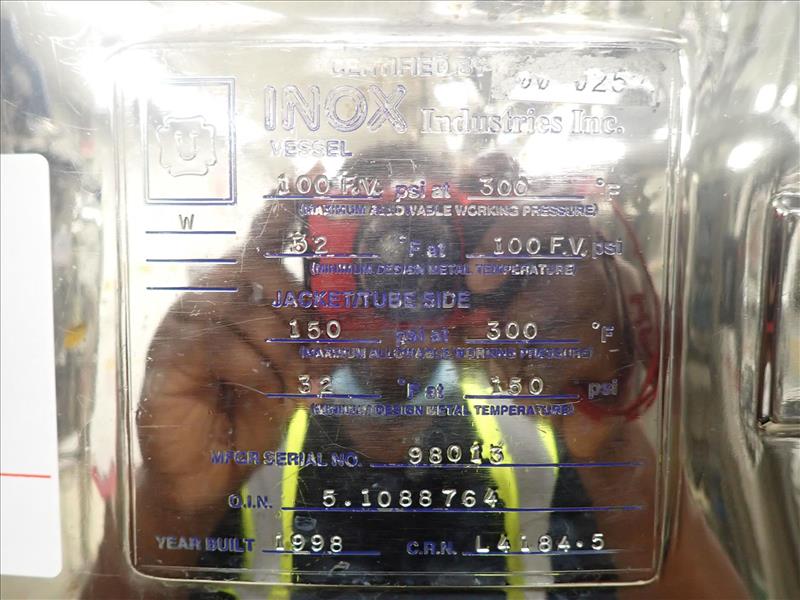 CERTIFIED BY
INOX Industries Inc.
VESSEL
U
W
100 F.V. psi at 300 °F
(MAXIMUM ALLOWABLE WORKING PRESSURE)
32 °F at 100 F.V. psi
(MINIMUM DESIGN METAL TEMPERATURE)
JACKET/TUBE SIDE
150 psi at 300 °F
(MAXIMUM ALLOWABLE WORKING PRESSURE)
32 °F at 150 psi
(MINIMUM DESIGN METAL TEMPERATURE)
MFGR SERIAL NO. 98013
O.I.N. 5.1088764
YEAR BUILT 1998 C.R.N. L4184.5